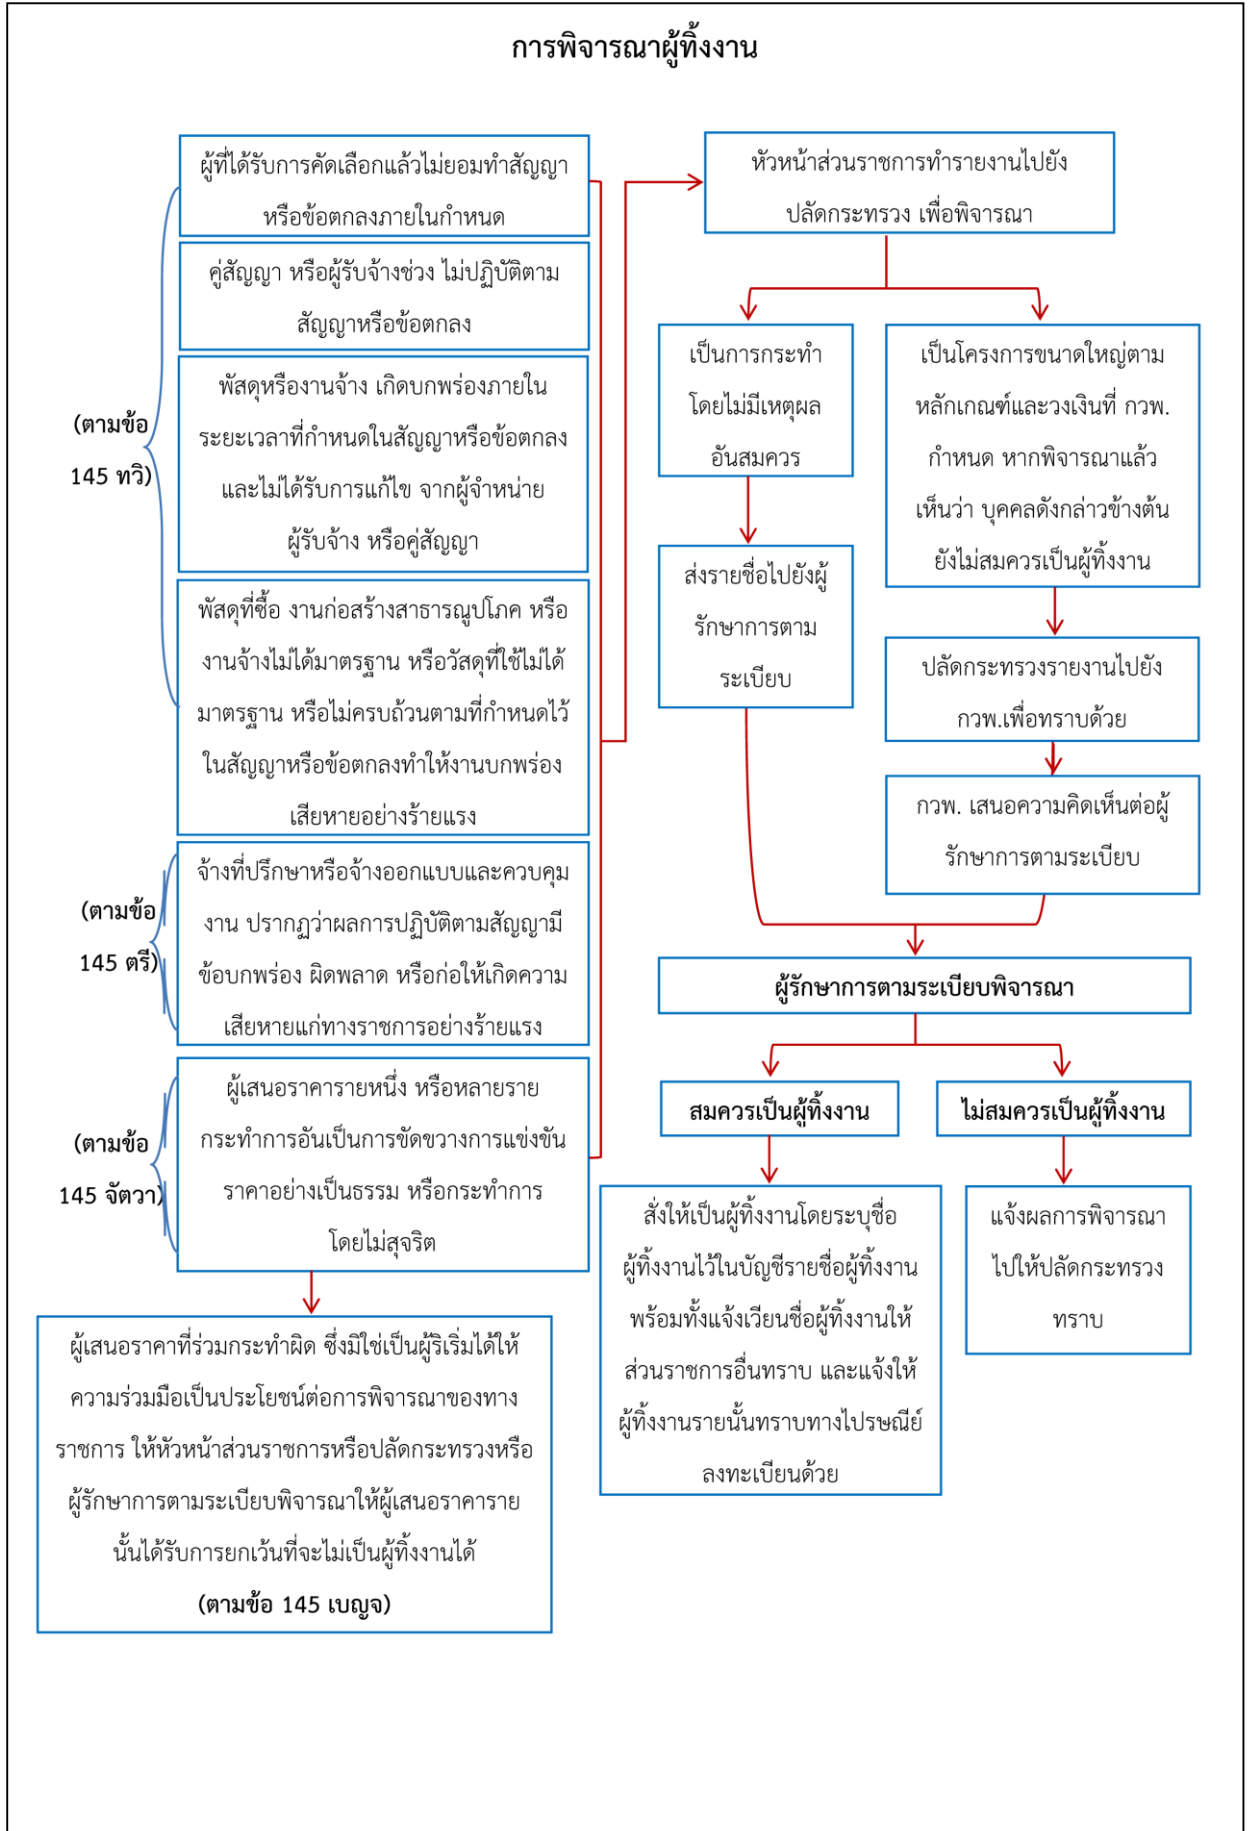 การพิจารณาผู้ทิ้งงาน
(ตามข้อ
145 ทวิ)
ผู้ที่ได้รับการคัดเลือกแล้วไม่ยอมทำสัญญา
หรือข้อตกลงภายในกำหนด
คู่สัญญา หรือผู้รับจ้างช่วง ไม่ปฏิบัติตาม
สัญญาหรือข้อตกลง
พัสดุหรืองานจ้าง เกิดบกพร่องภายใน
ระยะเวลาที่กำหนดในสัญญาหรือข้อตกลง
และไม่ได้รับการแก้ไข จากผู้จำหน่าย
ผู้รับจ้าง หรือคู่สัญญา
พัสดุที่ซื้อ งานก่อสร้างสาธารณูปโภค หรือ
งานจ้างไม่ได้มาตรฐาน หรือวัสดุที่ใช้ไม่ได้
มาตรฐาน หรือไม่ครบถ้วนตามที่กำหนดไว้
ในสัญญาหรือข้อตกลงทำให้งานบกพร่อง
เสียหายอย่างร้ายแรง
(ตามข้อ
145 ตรี)
จ้างที่ปรึกษาหรือจ้างออกแบบและควบคุม
งาน ปรากฏว่าผลการปฏิบัติตามสัญญามี
ข้อบกพร่อง ผิดพลาด หรือก่อให้เกิดความ
เสียหายแก่ทางราชการอย่างร้ายแรง
(ตามข้อ
145 จัตวา)
ผู้เสนอราคารายหนึ่ง หรือหลายราย
กระทำการอันเป็นการขัดขวางการแข่งขัน
ราคาอย่างเป็นธรรม หรือกระทำการ
โดยไม่สุจริต
ผู้เสนอราคาที่ร่วมกระทำผิด ซึ่งมิใช่เป็นผู้ริเริ่มได้ให้
ความร่วมมือเป็นประโยชน์ต่อการพิจารณาของทาง
ราชการ ให้หัวหน้าส่วนราชการหรือปลัดกระทรวงหรือ
ผู้รักษาการตามระเบียบพิจารณาให้ผู้เสนอราคาราย
นั้นได้รับการยกเว้นที่จะไม่เป็นผู้ทิ้งงานได้
(ตามข้อ 145 เบญจ)
หัวหน้าส่วนราชการทำรายงานไปยัง
ปลัดกระทรวง เพื่อพิจารณา
เป็นการกระทำ
โดยไม่มีเหตุผล
อันสมควร
ส่งรายชื่อไปยังผู้
รักษาการตาม
ระเบียบ
เป็นโครงการขนาดใหญ่ตาม
หลักเกณฑ์และวงเงินที่ กวพ.
กำหนด หากพิจารณาแล้ว
เห็นว่า บุคคลดังกล่าวข้างต้น
ยังไม่สมควรเป็นผู้ทิ้งงาน
ปลัดกระทรวงรายงานไปยัง
กวพ.เพื่อทราบด้วย
กวพ. เสนอความคิดเห็นต่อผู้
รักษาการตามระเบียบ
ผู้รักษาการตามระเบียบพิจารณา
สมควรเป็นผู้ทิ้งงาน
สั่งให้เป็นผู้ทิ้งงานโดยระบุชื่อ
ผู้ทิ้งงานไว้ในบัญชีรายชื่อผู้ทิ้งงาน
พร้อมทั้งแจ้งเวียนชื่อผู้ทิ้งงานให้
ส่วนราชการอื่นทราบ และแจ้งให้
ผู้ทิ้งงานรายนั้นทราบทางไปรษณีย์
ลงทะเบียนด้วย
ไม่สมควรเป็นผู้ทิ้งงาน
แจ้งผลการพิจารณา
ไปให้ปลัดกระทรวง
ทราบ